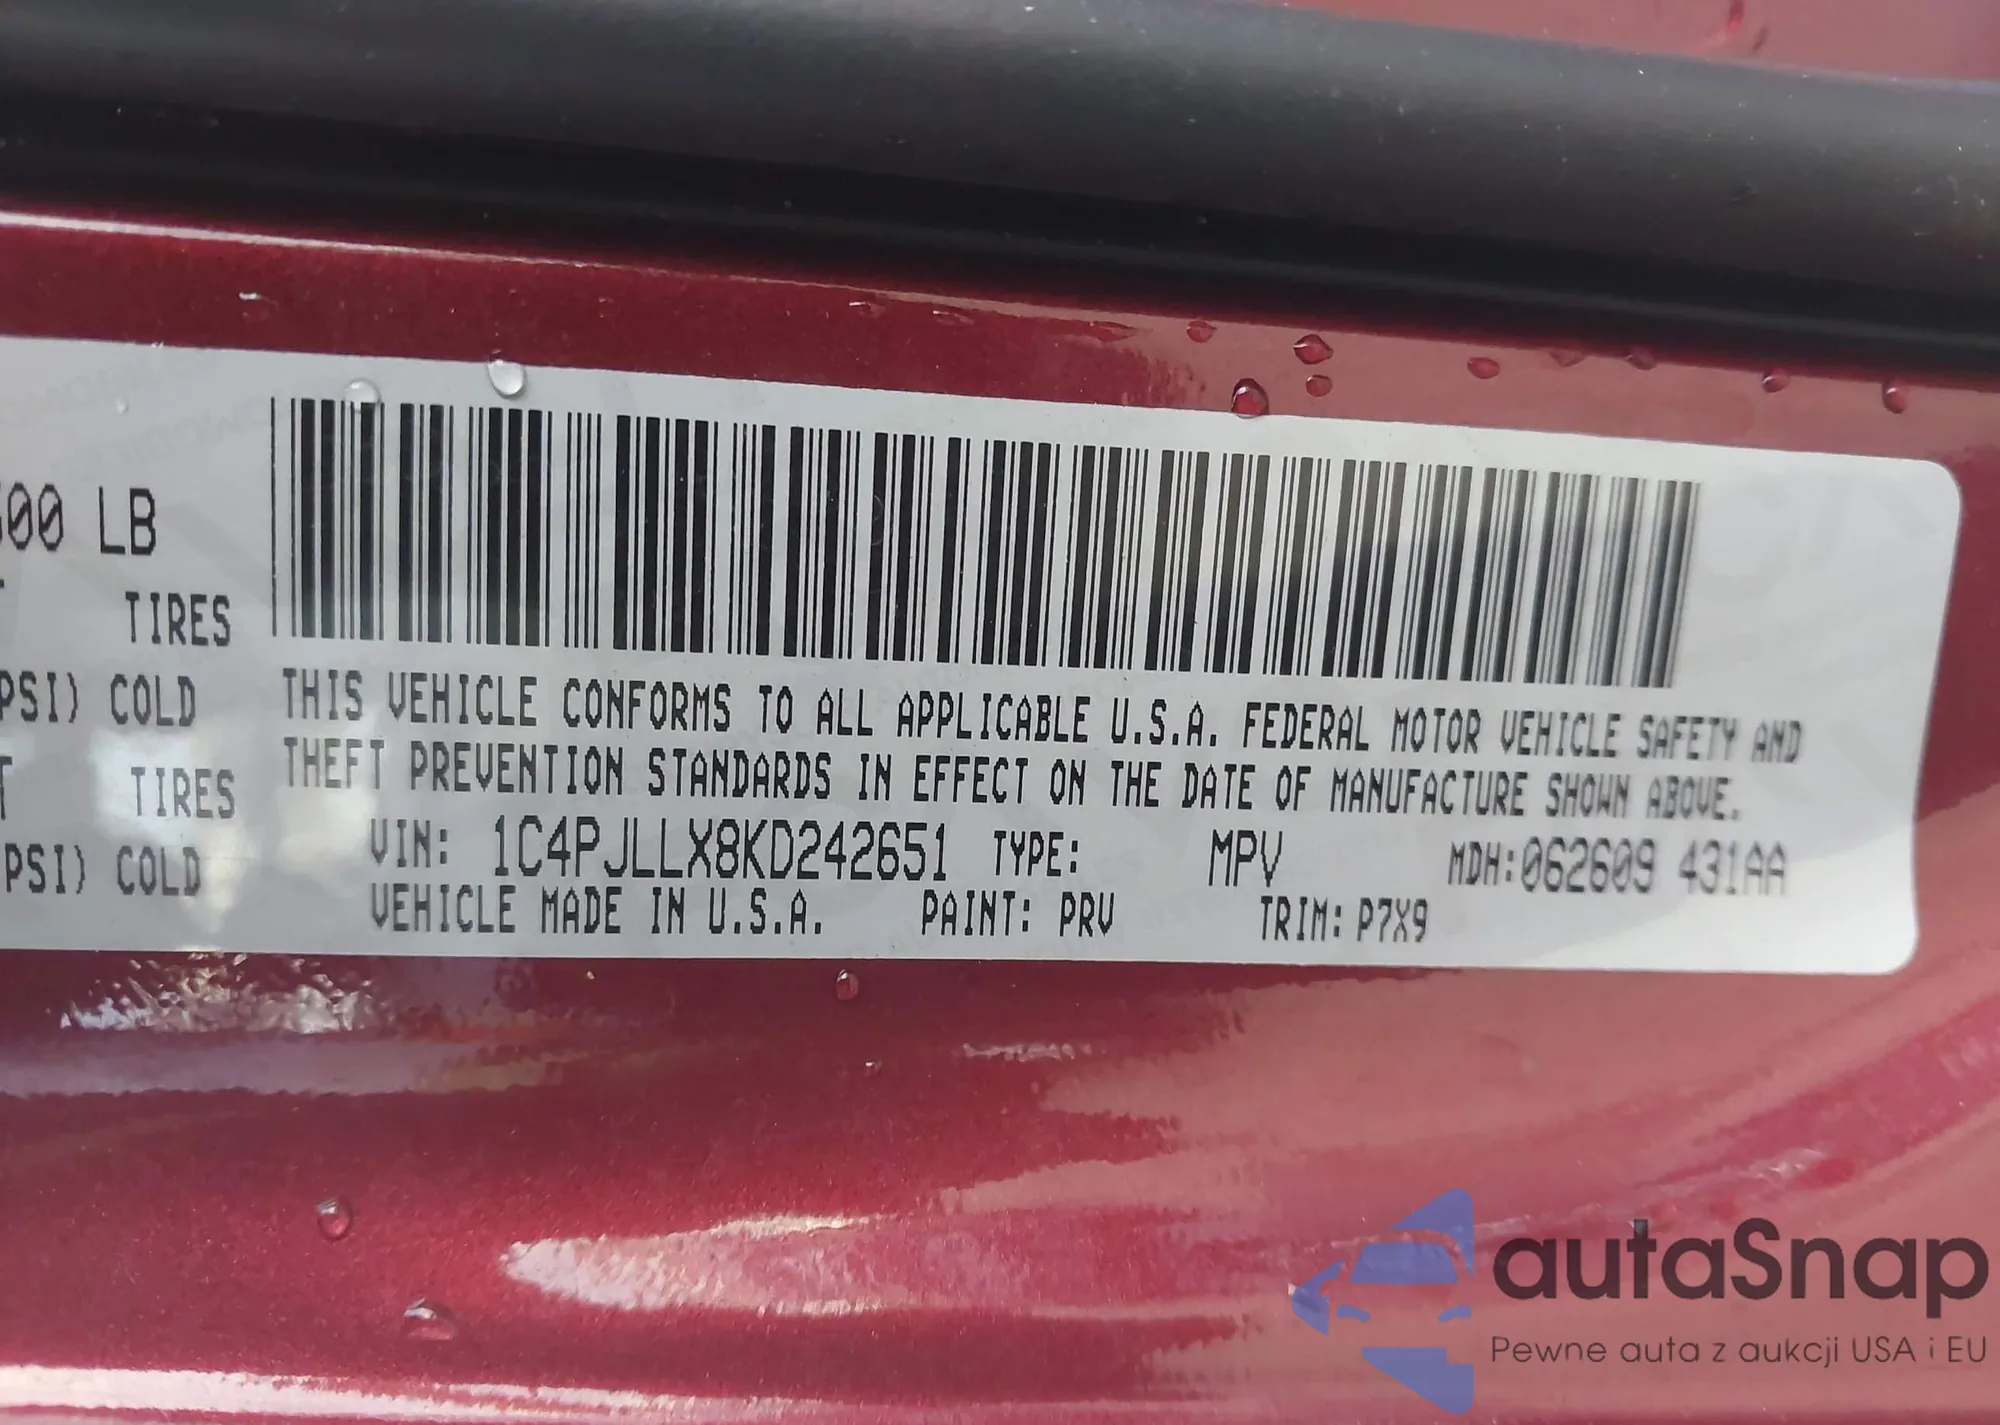 00 LB
TIRES
PSI) COLD
TIRES
PSI) COLD
THIS VEHICLE CONFORMS TO ALL APPLICABLE U.S.A. FEDERAL MOTOR VEHICLE SAFETY AND
THEFT PREVENTION STANDARDS IN EFFECT ON THE DATE OF MANUFACTURE SHOWN ABOVE.
VIN: 1C4PJLLX8KD242651 TYPE: MPV MDH:062609 431AA
VEHICLE MADE IN U.S.A. PAINT: PRV TRIM: P7X9
autaSnap
Pewne auta z aukcji USA i EU